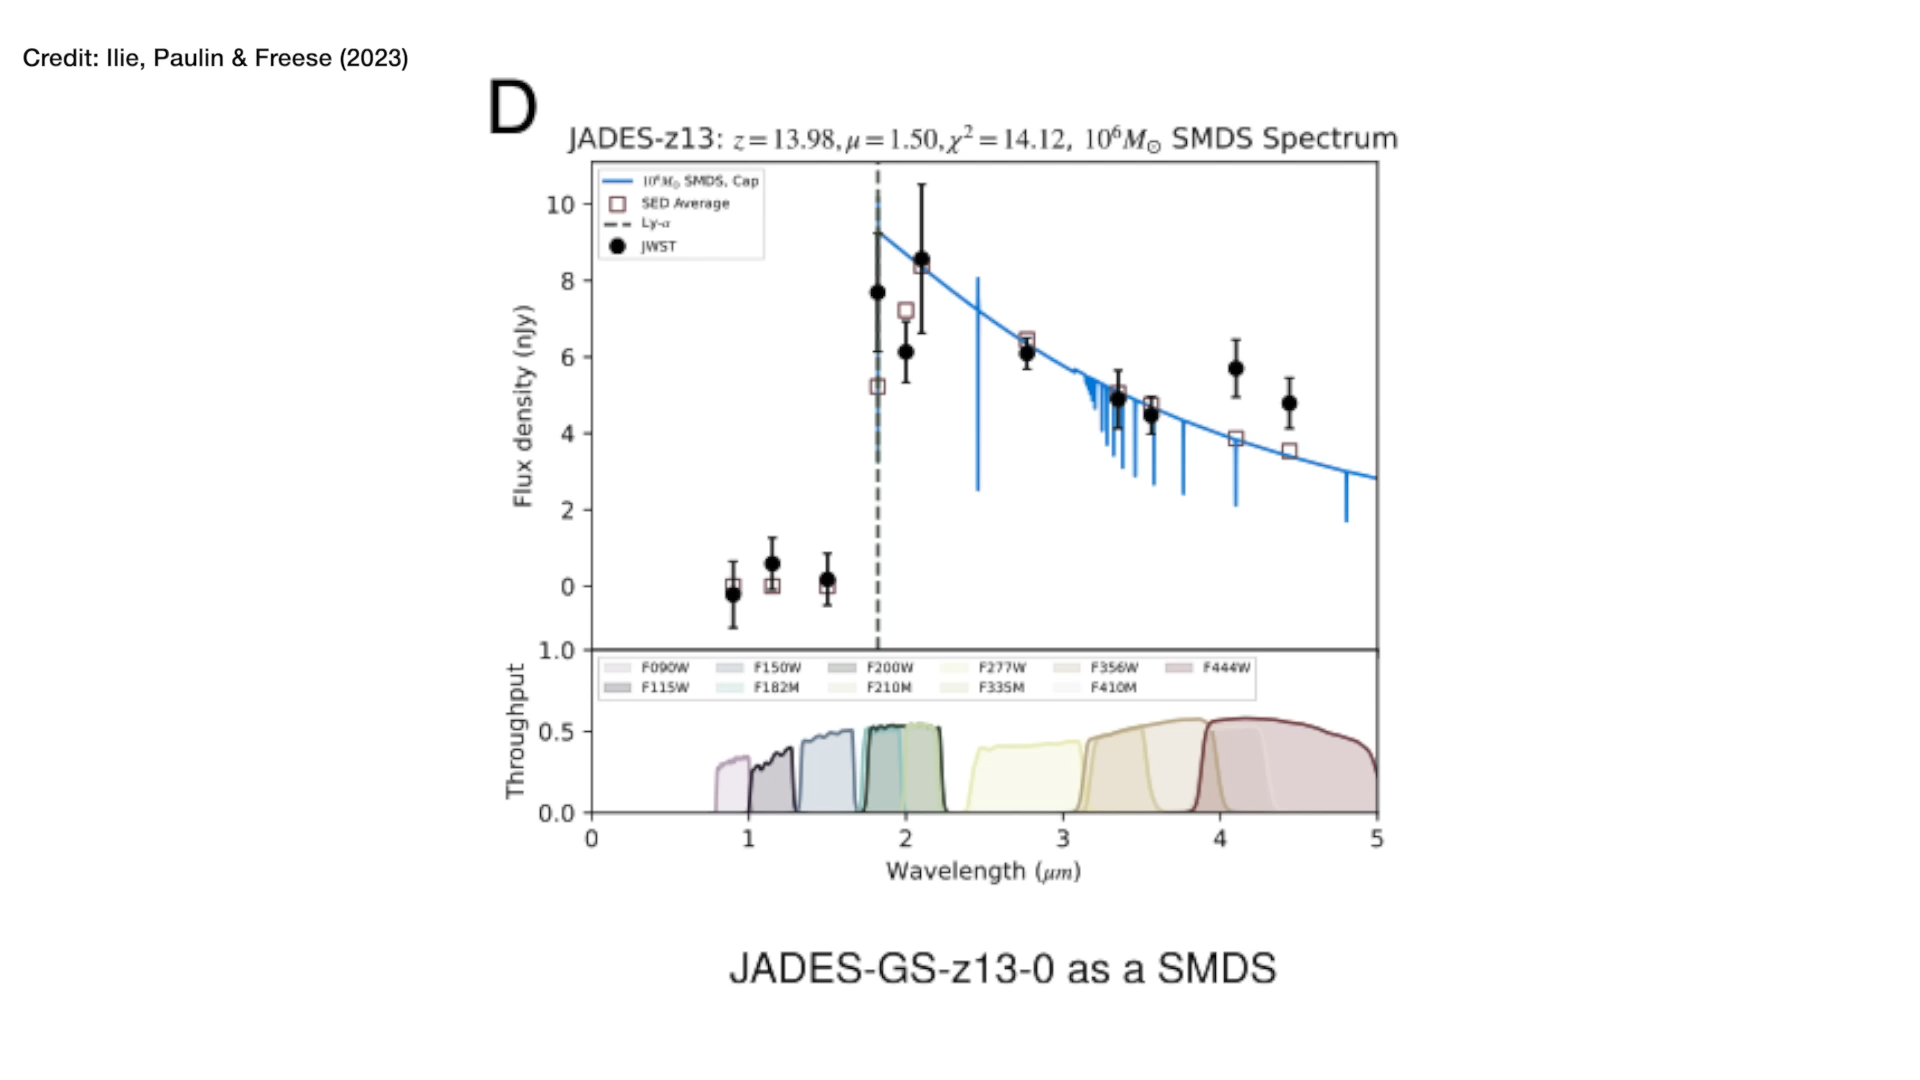 Credit: Ilie, Paulin & Freese (2023)
D
JADES-z13: z = 13.98, μ = 1.50, χ² = 14.12, 10⁶M⊙ SMDS Spectrum
10⁶M⊙ SMDS, Cap
SED Average
Ly-α
JWST
10
8
6
4
2
0
Flux density (nJy)
1.0
0.5
0.0
Throughput
F090W F150W F200W F277W F356W F444W
F115W F182M F210M F335M F410M
0 1 2 3 4 5
Wavelength (μm)
JADES-GS-z13-0 as a SMDS